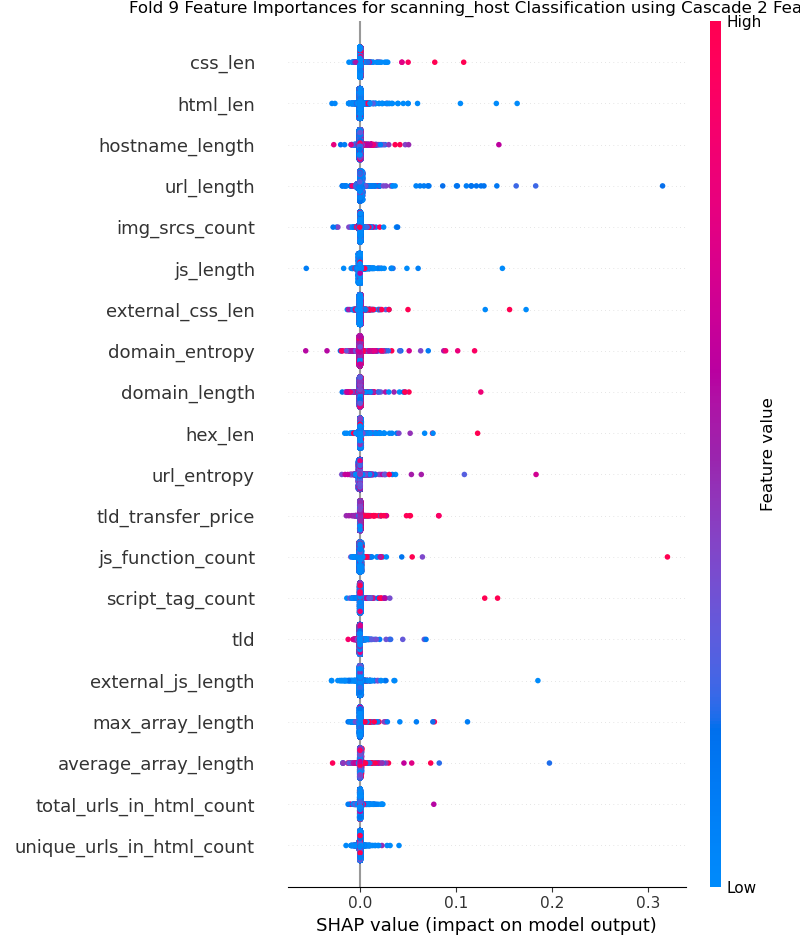 Fold 9 Feature Importances for scanning_host Classification using Cascade 2 Fea
High
css_len
html_len
hostname_length
url_length
img_srcs_count
js_length
external_css_len
domain_entropy
domain_length
hex_len
url_entropy
tld_transfer_price
js_function_count
script_tag_count
tld
external_js_length
max_array_length
average_array_length
total_urls_in_html_count
unique_urls_in_html_count
Feature value
Low
0.0 0.1 0.2 0.3
SHAP value (impact on model output)